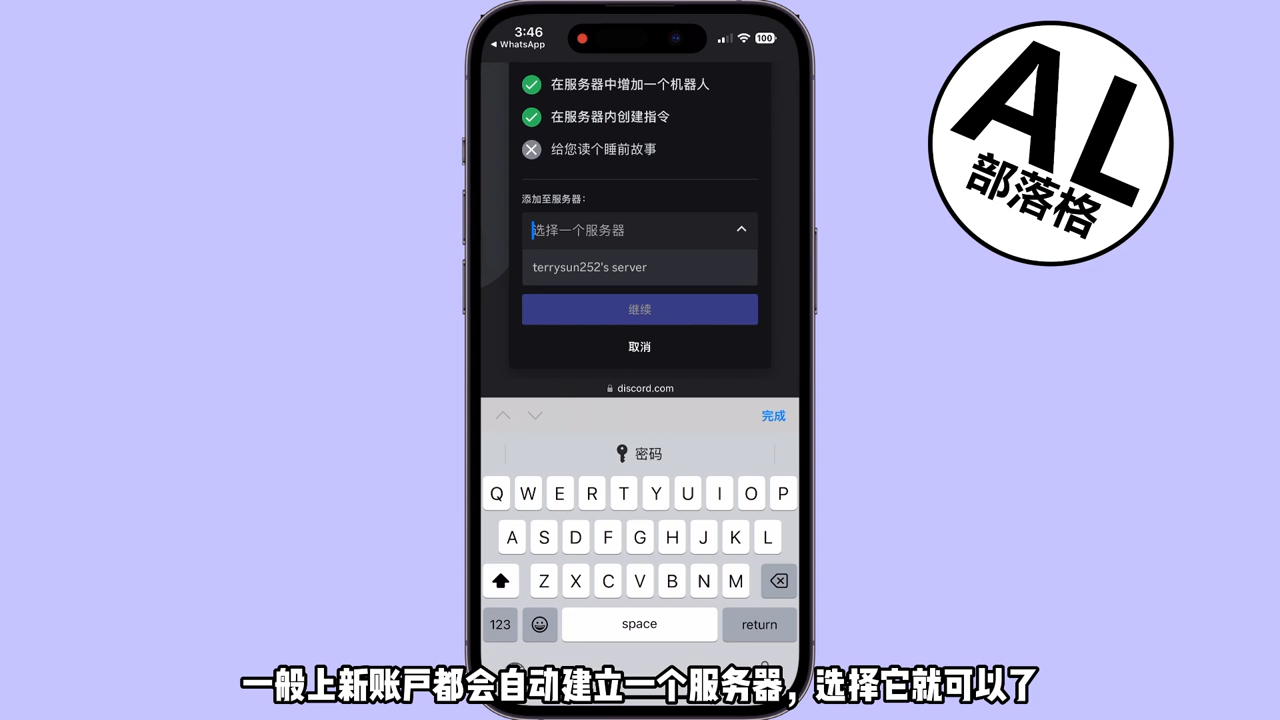 3:46
100
◀ WhatsApp
在服务器中增加一个机器人
在服务器内创建指令
给您读个睡前故事
添加至服务器：
选择一个服务器
terrysun252's server
继续
取消
discord.com
完成
密码
Q W E R T Y U I O P
A S D F G H J K L
Z X C V B N M
123 space return
AL
部落格
一般上新账户都会自动建立一个服务器，选择它就可以了